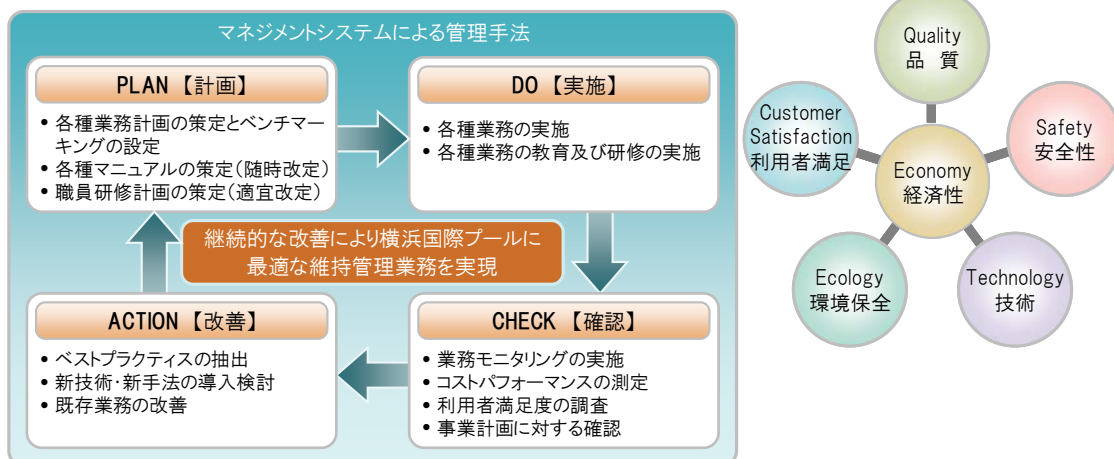 マネジメントシステムによる管理手法
PLAN 【計画】
• 各種業務計画の策定とベンチマー
キングの設定
• 各種マニュアルの策定(随時改定)
• 職員研修計画の策定(適宜改定)
DO 【実施】
• 各種業務の実施
• 各種業務の教育及び研修の実施
継続的な改善により横浜国際プールに
最適な維持管理業務を実現
ACTION 【改善】
• ベストプラクティスの抽出
• 新技術・新手法の導入検討
• 既存業務の改善
CHECK 【確認】
• 業務モニタリングの実施
• コストパフォーマンスの測定
• 利用者満足度の調査
• 事業計画に対する確認
Quality
品 質
Customer
Satisfaction
利用者満足
Safety
安全性
Economy
経済性
Ecology
環境保全
Technology
技術